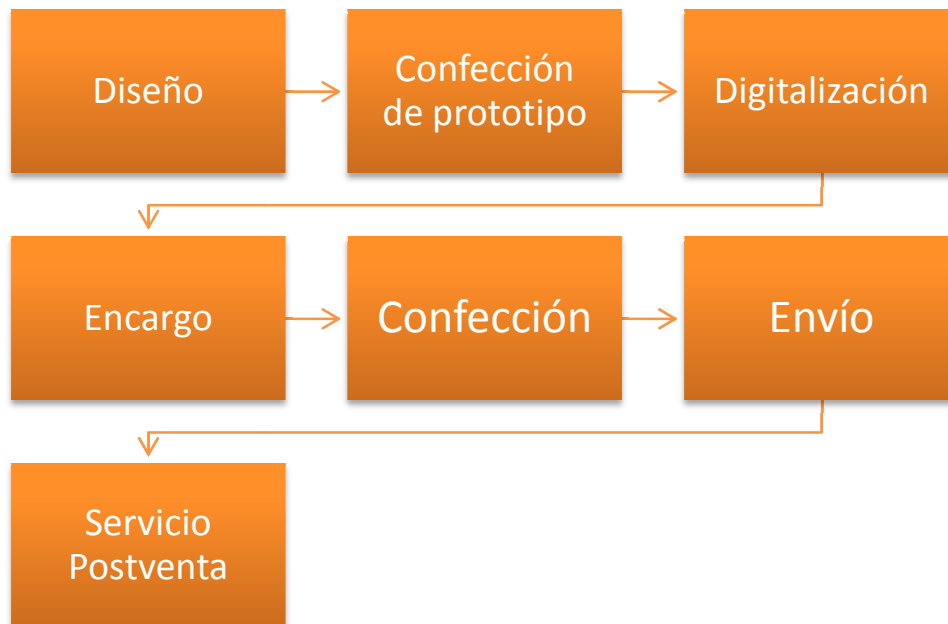 Diseño
Confección
de prototipo
Digitalización
Encargo
Confección
Envío
Servicio
Postventa